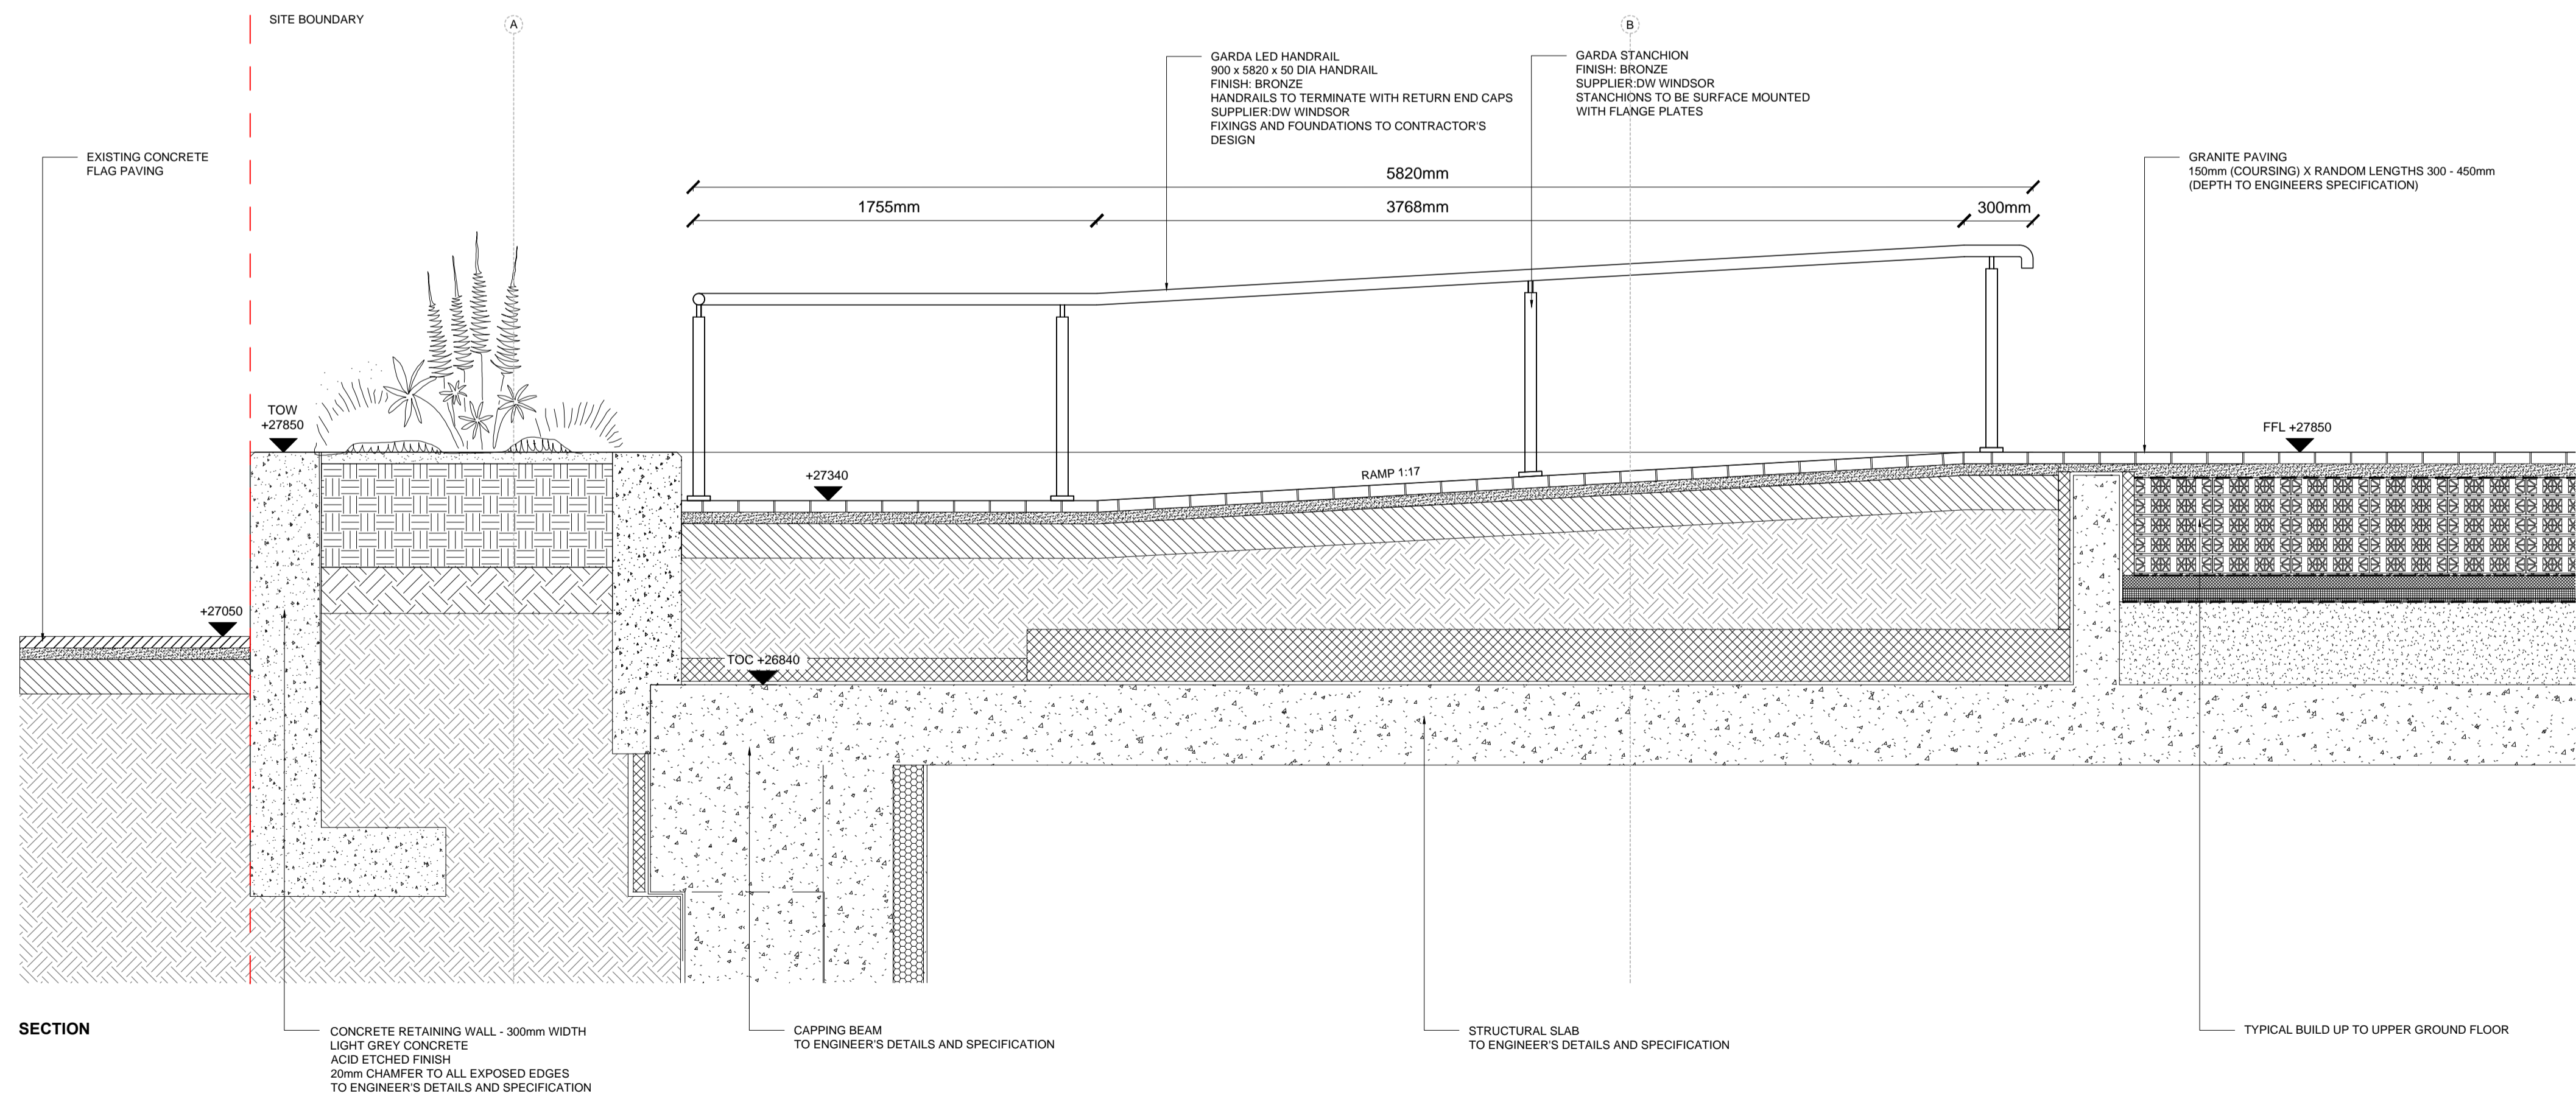 SITE BOUNDARY
A
B
GARDA LED HANDRAIL
900 x 5820 x 50 DIA HANDRAIL
FINISH: BRONZE
HANDRAILS TO TERMINATE WITH RETURN END CAPS
SUPPLIER:DW WINDSOR
FIXINGS AND FOUNDATIONS TO CONTRACTOR'S
DESIGN
GARDA STANCHION
FINISH: BRONZE
SUPPLIER:DW WINDSOR
STANCHIONS TO BE SURFACE MOUNTED
WITH FLANGE PLATES
EXISTING CONCRETE
FLAG PAVING
GRANITE PAVING
150mm (COURSING) X RANDOM LENGTHS 300 - 450mm
(DEPTH TO ENGINEERS SPECIFICATION)
5820mm
1755mm
3768mm
300mm
TOW
+27850
FFL +27850
+27340
RAMP 1:17
+27050
TOC +26840
SECTION
CONCRETE RETAINING WALL - 300mm WIDTH
LIGHT GREY CONCRETE
ACID ETCHED FINISH
20mm CHAMFER TO ALL EXPOSED EDGES
TO ENGINEER'S DETAILS AND SPECIFICATION
CAPPING BEAM
TO ENGINEER'S DETAILS AND SPECIFICATION
STRUCTURAL SLAB
TO ENGINEER'S DETAILS AND SPECIFICATION
TYPICAL BUILD UP TO UPPER GROUND FLOOR